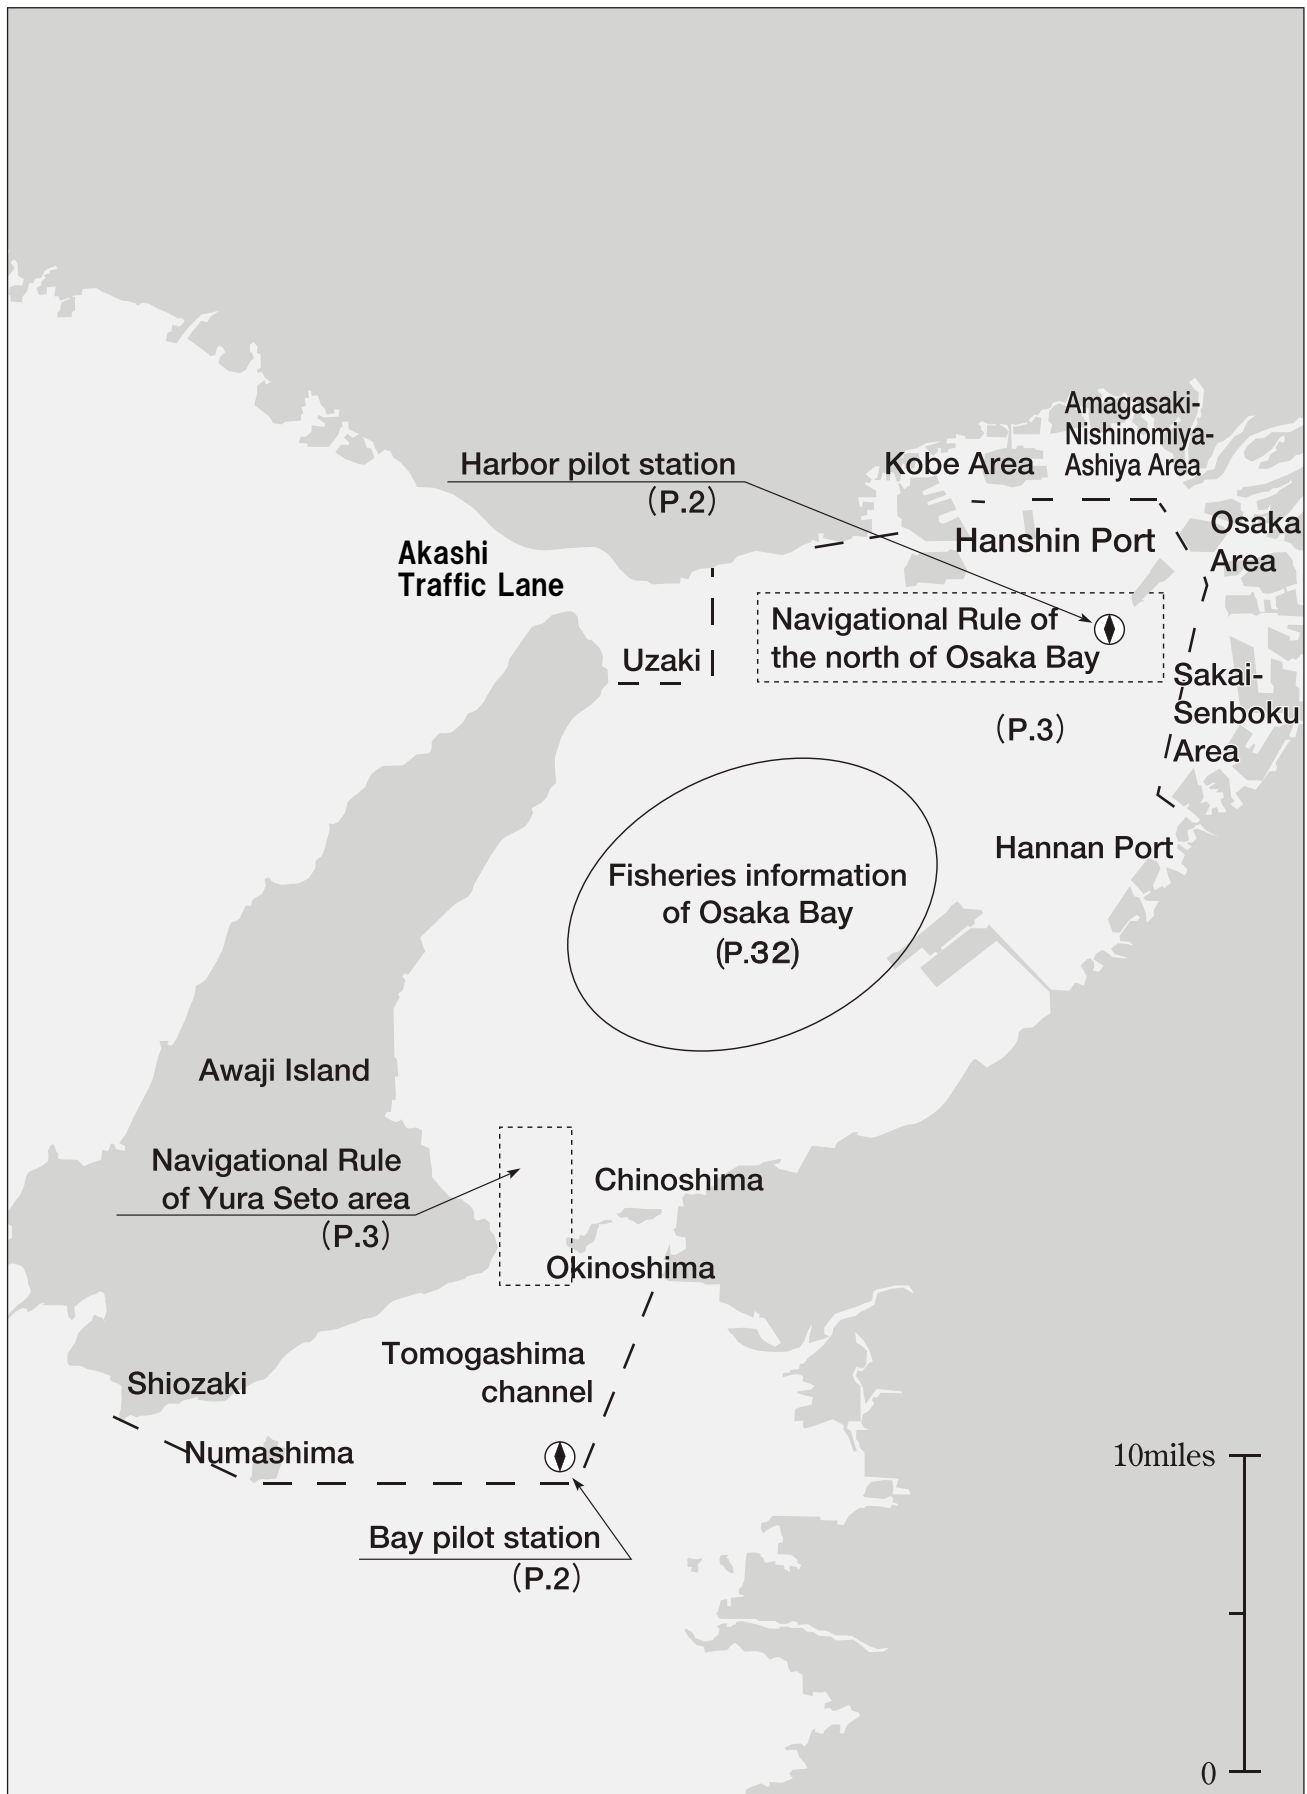 Amagasaki-
Nishinomiya-
Ashiya Area
Harbor pilot station
(P.2)
Kobe Area
Osaka
Area
Hanshin Port
Akashi
Traffic Lane
Navigational Rule of
the north of Osaka Bay
(P.3)
Uzaki
Sakai-
Senboku
Area
Hannan Port
Fisheries information
of Osaka Bay
(P.32)
Awaji Island
Navigational Rule
of Yura Seto area
(P.3)
Chinoshima
Okinoshima
Tomogashima
channel
Shiozaki
Numashima
10miles
Bay pilot station
(P.2)
0